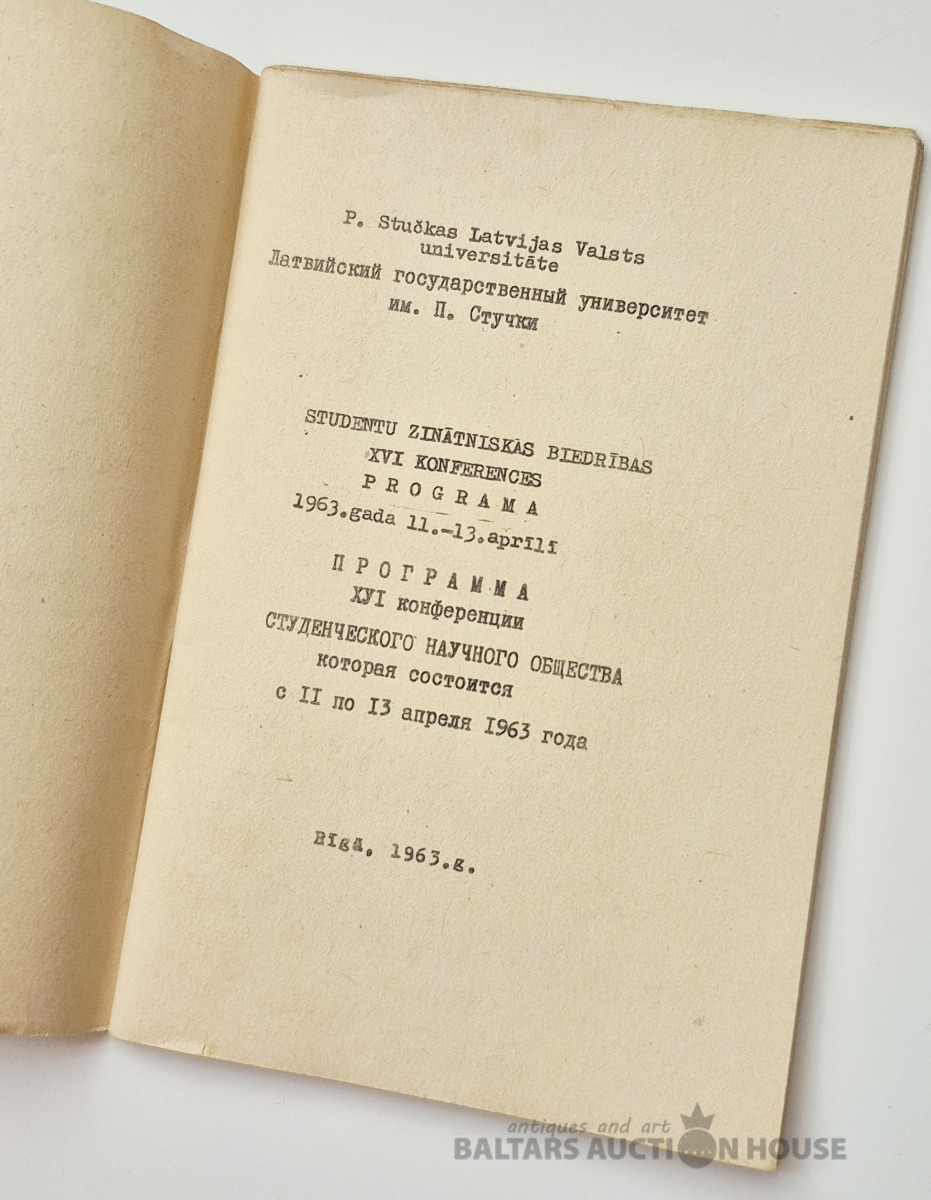 P. Stučkas Latvijas Valsts
universitāte
Латвийский государственный университет
им. П. Стучки
STUDENTU ZINĀTNISKĀS BIEDRĪBAS
XVI KONFERENCES
P R O G R A M A
1963.gada 11.-13.aprīlī
П Р О Г Р А М М А
ХУI конференции
СТУДЕНЧЕСКОГО НАУЧНОГО ОБЩЕСТВА
которая состоится
с II по I3 апреля I963 года
Rīgā, 1963.g.
antiques and art
BALTARS AUCTION HOUSE